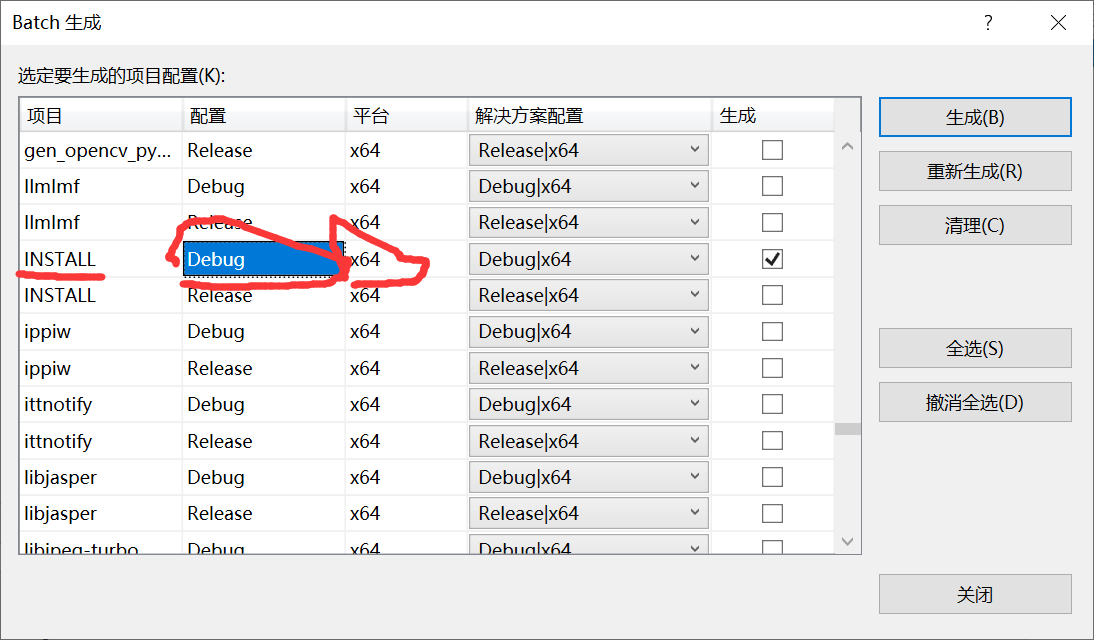 Batch 生成
选定要生成的项目配置(K):
项目 配置 平台 解决方案配置 生成
gen_opencv_py... Release x64 Release|x64
llmlmf Debug x64 Debug|x64
llmlmf Release x64 Release|x64
INSTALL Debug x64 Debug|x64
INSTALL Release x64 Release|x64
ippiw Debug x64 Debug|x64
ippiw Release x64 Release|x64
ittnotify Debug x64 Debug|x64
ittnotify Release x64 Release|x64
libjasper Debug x64 Debug|x64
libjasper Release x64 Release|x64
libjpeg-turbo Debug x64 Debug|x64
生成(B)
重新生成(R)
清理(C)
全选(S)
撤消全选(D)
关闭